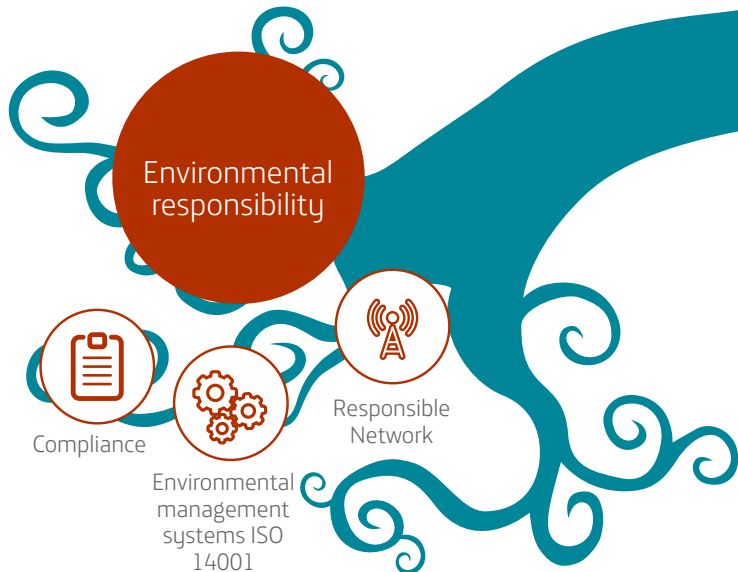 Environmental
responsibility
Compliance
Environmental
management
systems ISO
14001
Responsible
Network